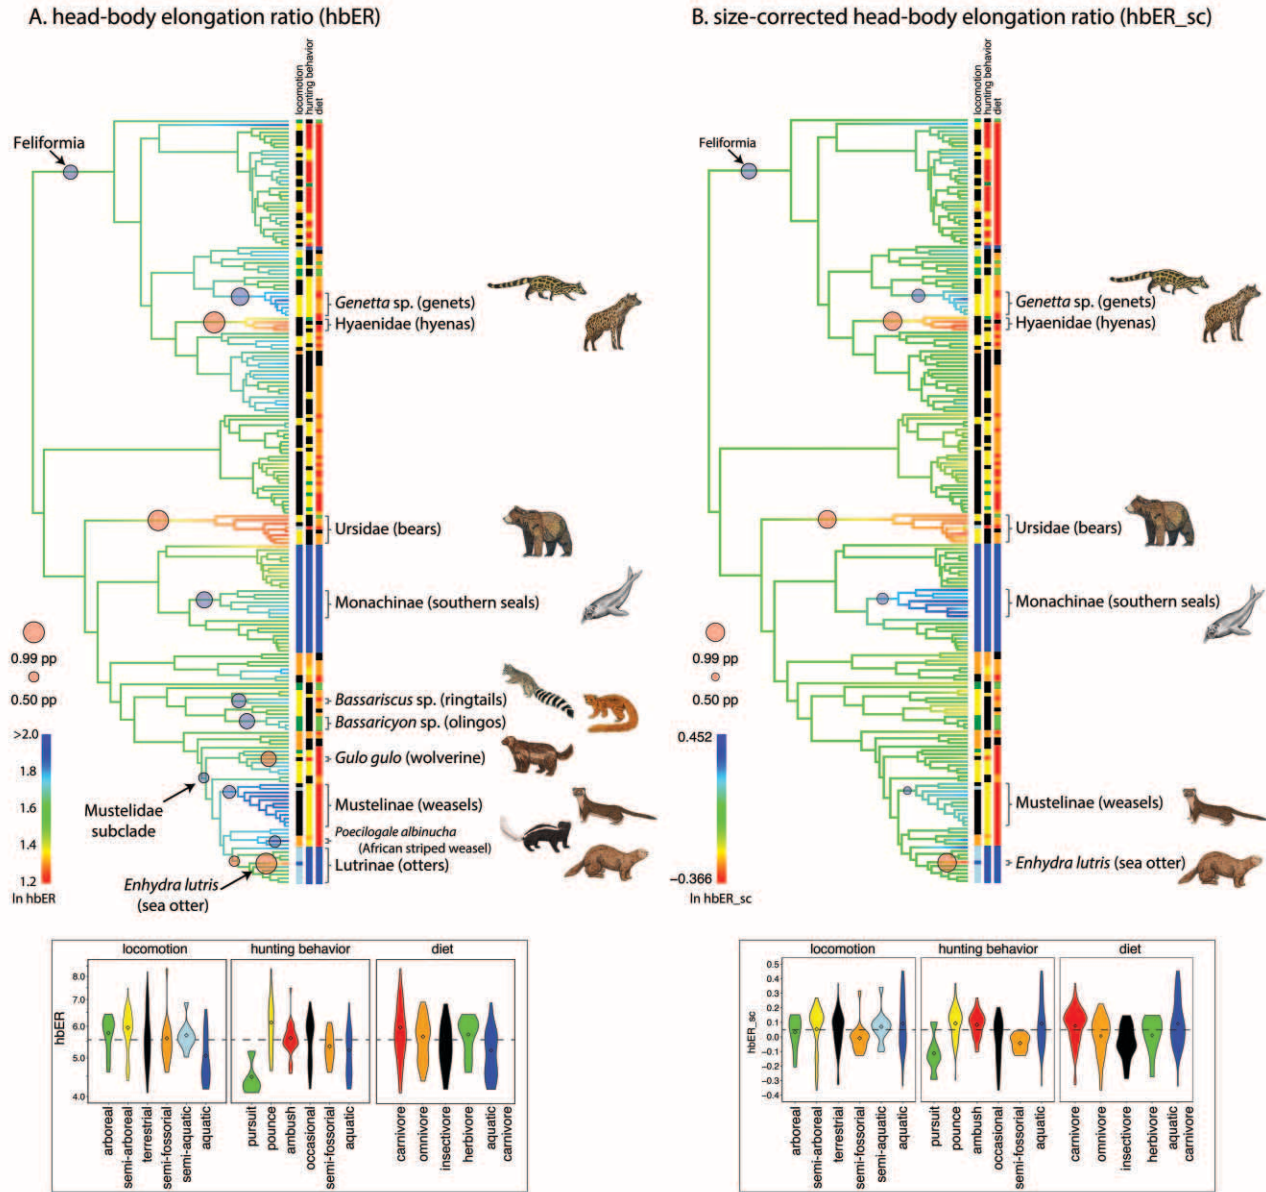 A. head-body elongation ratio (hbER)
locomotion
hunting behavior
diet
Feliformia
Genetta sp. (genets)
Hyaenidae (hyenas)
Ursidae (bears)
Monachinae (southern seals)
0.99 pp
0.50 pp
Bassariscus sp. (ringtails)
Bassaricyon sp. (olingos)
>2.0
1.8
1.6
1.4
1.2
ln hbER
Gulo gulo (wolverine)
Mustelidae
subclade
Mustelinae (weasels)
Poecilogale albinucha
(African striped weasel)
Lutrinae (otters)
Enhydra lutris
(sea otter)
locomotion
hunting behavior
diet
hbER
8.0
7.0
6.0
5.0
4.0
arboreal
semi-arboreal
terrestrial
semi-fossorial
semi-aquatic
aquatic
pursuit
pounce
ambush
occasional
semi-fossorial
aquatic
carnivore
omnivore
insectivore
herbivore
aquatic
carnivore
B. size-corrected head-body elongation ratio (hbER_sc)
locomotion
hunting behavior
diet
Feliformia
Genetta sp. (genets)
Hyaenidae (hyenas)
Ursidae (bears)
Monachinae (southern seals)
0.99 pp
0.50 pp
0.452
−0.366
ln hbER_sc
Mustelinae (weasels)
Enhydra lutris (sea otter)
locomotion
hunting behavior
diet
hbER_sc
0.5
0.4
0.3
0.2
0.1
0.0
−0.1
−0.2
−0.3
−0.4
arboreal
semi-arboreal
terrestrial
semi-fossorial
semi-aquatic
aquatic
pursuit
pounce
ambush
occasional
semi-fossorial
aquatic
carnivore
omnivore
insectivore
herbivore
aquatic
carnivore